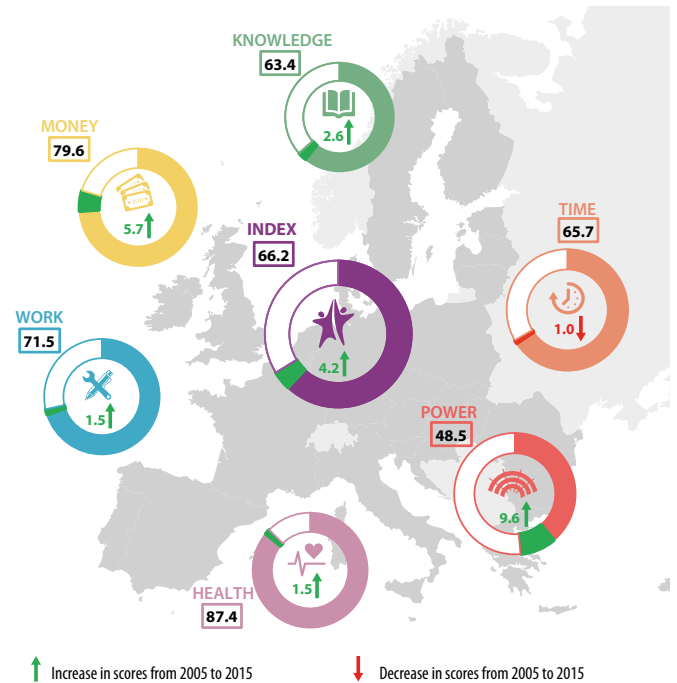 KNOWLEDGE
63.4
2.6
MONEY
79.6
5.7
INDEX
66.2
4.2
TIME
65.7
1.0
WORK
71.5
1.5
POWER
48.5
9.6
HEALTH
87.4
1.5
Increase in scores from 2005 to 2015
Decrease in scores from 2005 to 2015